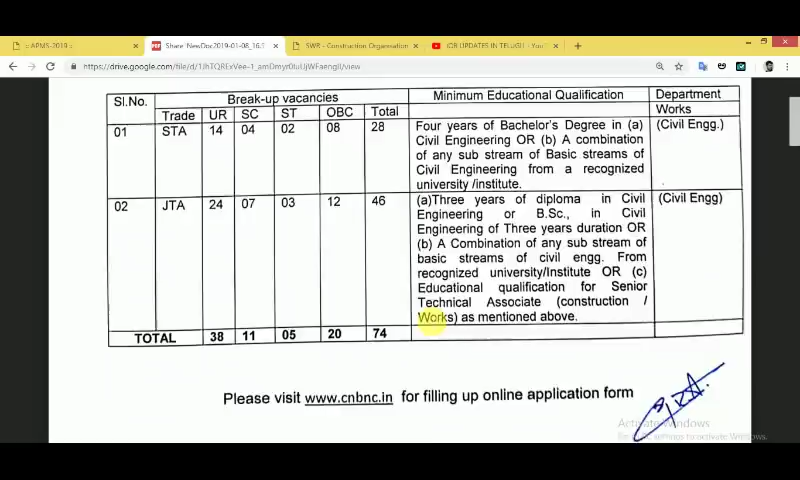 :: APMS-2019 ::
Share 'NewDoc2019-01-08_16.5
SWR - Construction Organisation
JOB UPDATES IN TELUGU - YouT
https://drive.google.com/file/d/
Sl.No. Break-up vacancies Minimum Educational Qualification Department
Trade UR SC ST OBC Total Works
01 STA 14 04 02 08 28 Four years of Bachelor's Degree in (a) (Civil Engg.)
Civil Engineering OR (b) A combination
of any sub stream of Basic streams of
Civil Engineering from a recognized
university /institute.
02 JTA 24 07 03 12 46 (a)Three years of diploma in Civil (Civil Engg)
Engineering or B.Sc., in Civil
Engineering of Three years duration OR
(b) A Combination of any sub stream of
basic streams of civil engg. From
recognized university/Institute OR (c)
Educational qualification for Senior
Technical Associate (construction /
Works) as mentioned above.
TOTAL 38 11 05 20 74
Please visit www.cnbnc.in for filling up online application form
Activate Windows
to activate Windows.